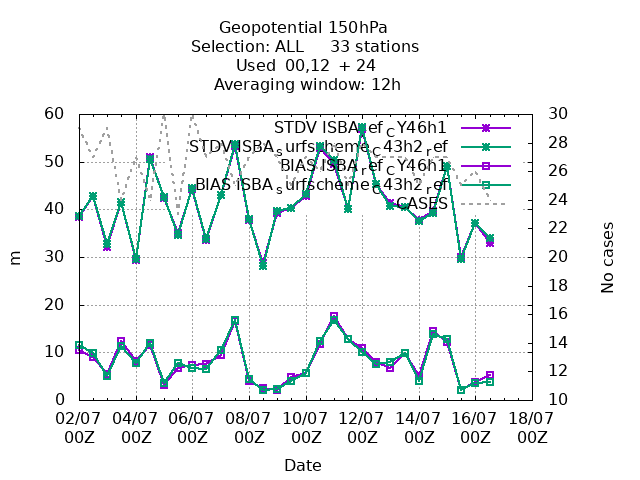 Geopotential 150hPa
Selection: ALL     33 stations
Used  00,12  + 24
Averaging window: 12h
STDV ISBA_ref_CY46h1
STDV ISBA_surfscheme_C43h2_ref
BIAS ISBA_ref_CY46h1
BIAS ISBA_surfscheme_C43h2_ref
CASES
60
50
40
30
20
10
0
m
30
28
26
24
22
20
18
16
14
12
10
No cases
02/07 04/07 06/07 08/07 10/07 12/07 14/07 16/07 18/07
00Z 00Z 00Z 00Z 00Z 00Z 00Z 00Z 00Z
Date